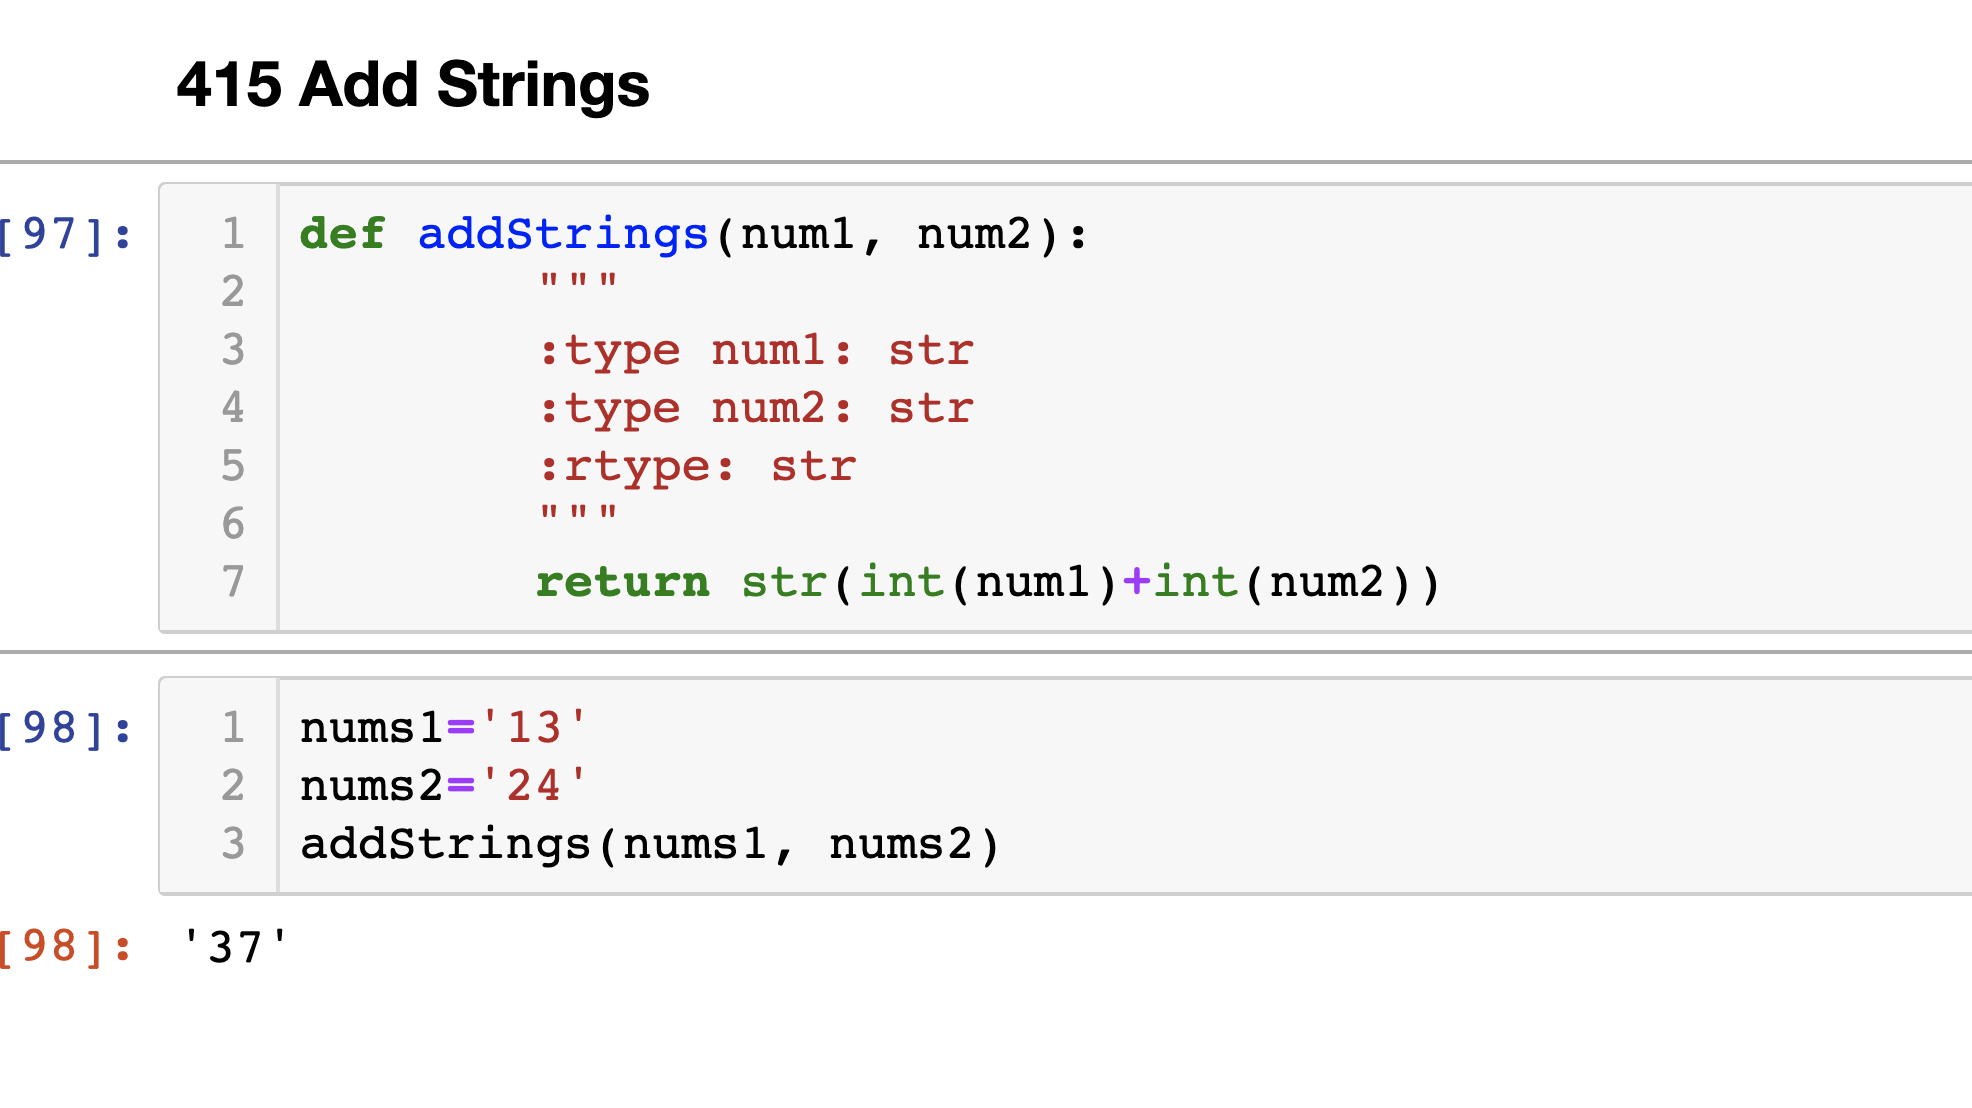 415 Add Strings
[97]:
1 def addStrings(num1, num2):
2 """
3 :type num1: str
4 :type num2: str
5 :rtype: str
6 """
7 return str(int(num1)+int(num2))
[98]:
1 nums1='13'
2 nums2='24'
3 addStrings(nums1, nums2)
[98]: '37'